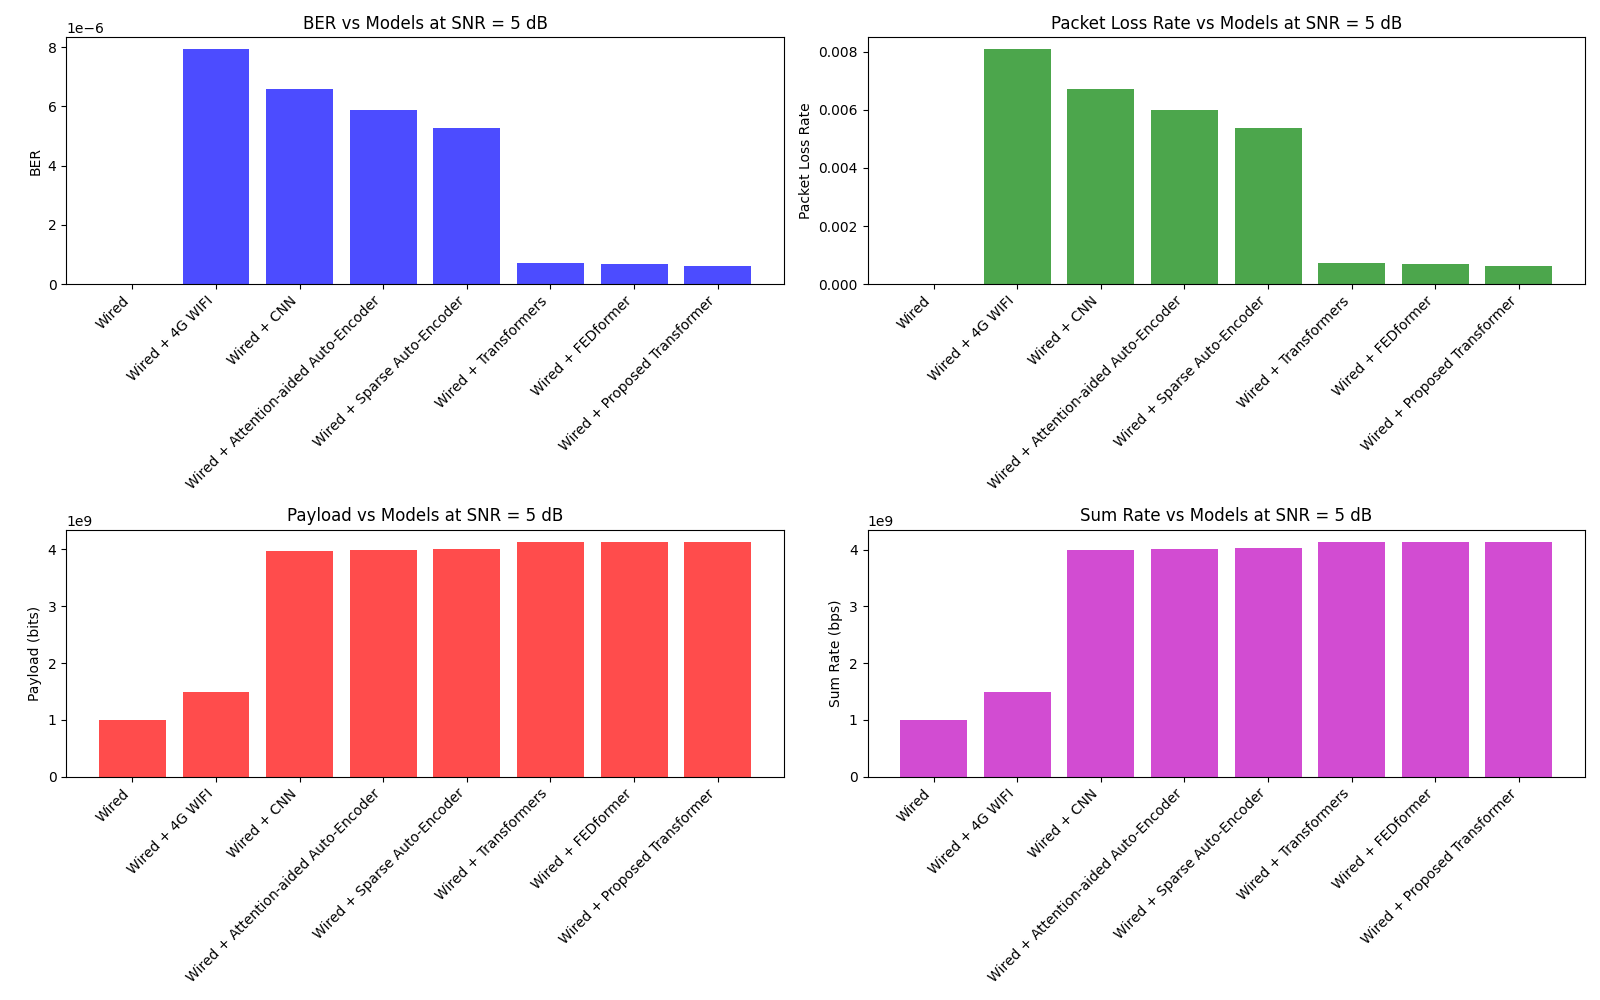 BER vs Models at SNR = 5 dB
1e−6
8
6
4
2
0
BER
Wired
Wired + 4G WIFI
Wired + CNN
Wired + Attention-aided Auto-Encoder
Wired + Sparse Auto-Encoder
Wired + Transformers
Wired + FEDformer
Wired + Proposed Transformer
Packet Loss Rate vs Models at SNR = 5 dB
0.008
0.006
0.004
0.002
0.000
Packet Loss Rate
Wired
Wired + 4G WIFI
Wired + CNN
Wired + Attention-aided Auto-Encoder
Wired + Sparse Auto-Encoder
Wired + Transformers
Wired + FEDformer
Wired + Proposed Transformer
Payload vs Models at SNR = 5 dB
1e9
4
3
2
1
0
Payload (bits)
Wired
Wired + 4G WIFI
Wired + CNN
Wired + Attention-aided Auto-Encoder
Wired + Sparse Auto-Encoder
Wired + Transformers
Wired + FEDformer
Wired + Proposed Transformer
Sum Rate vs Models at SNR = 5 dB
1e9
4
3
2
1
0
Sum Rate (bps)
Wired
Wired + 4G WIFI
Wired + CNN
Wired + Attention-aided Auto-Encoder
Wired + Sparse Auto-Encoder
Wired + Transformers
Wired + FEDformer
Wired + Proposed Transformer